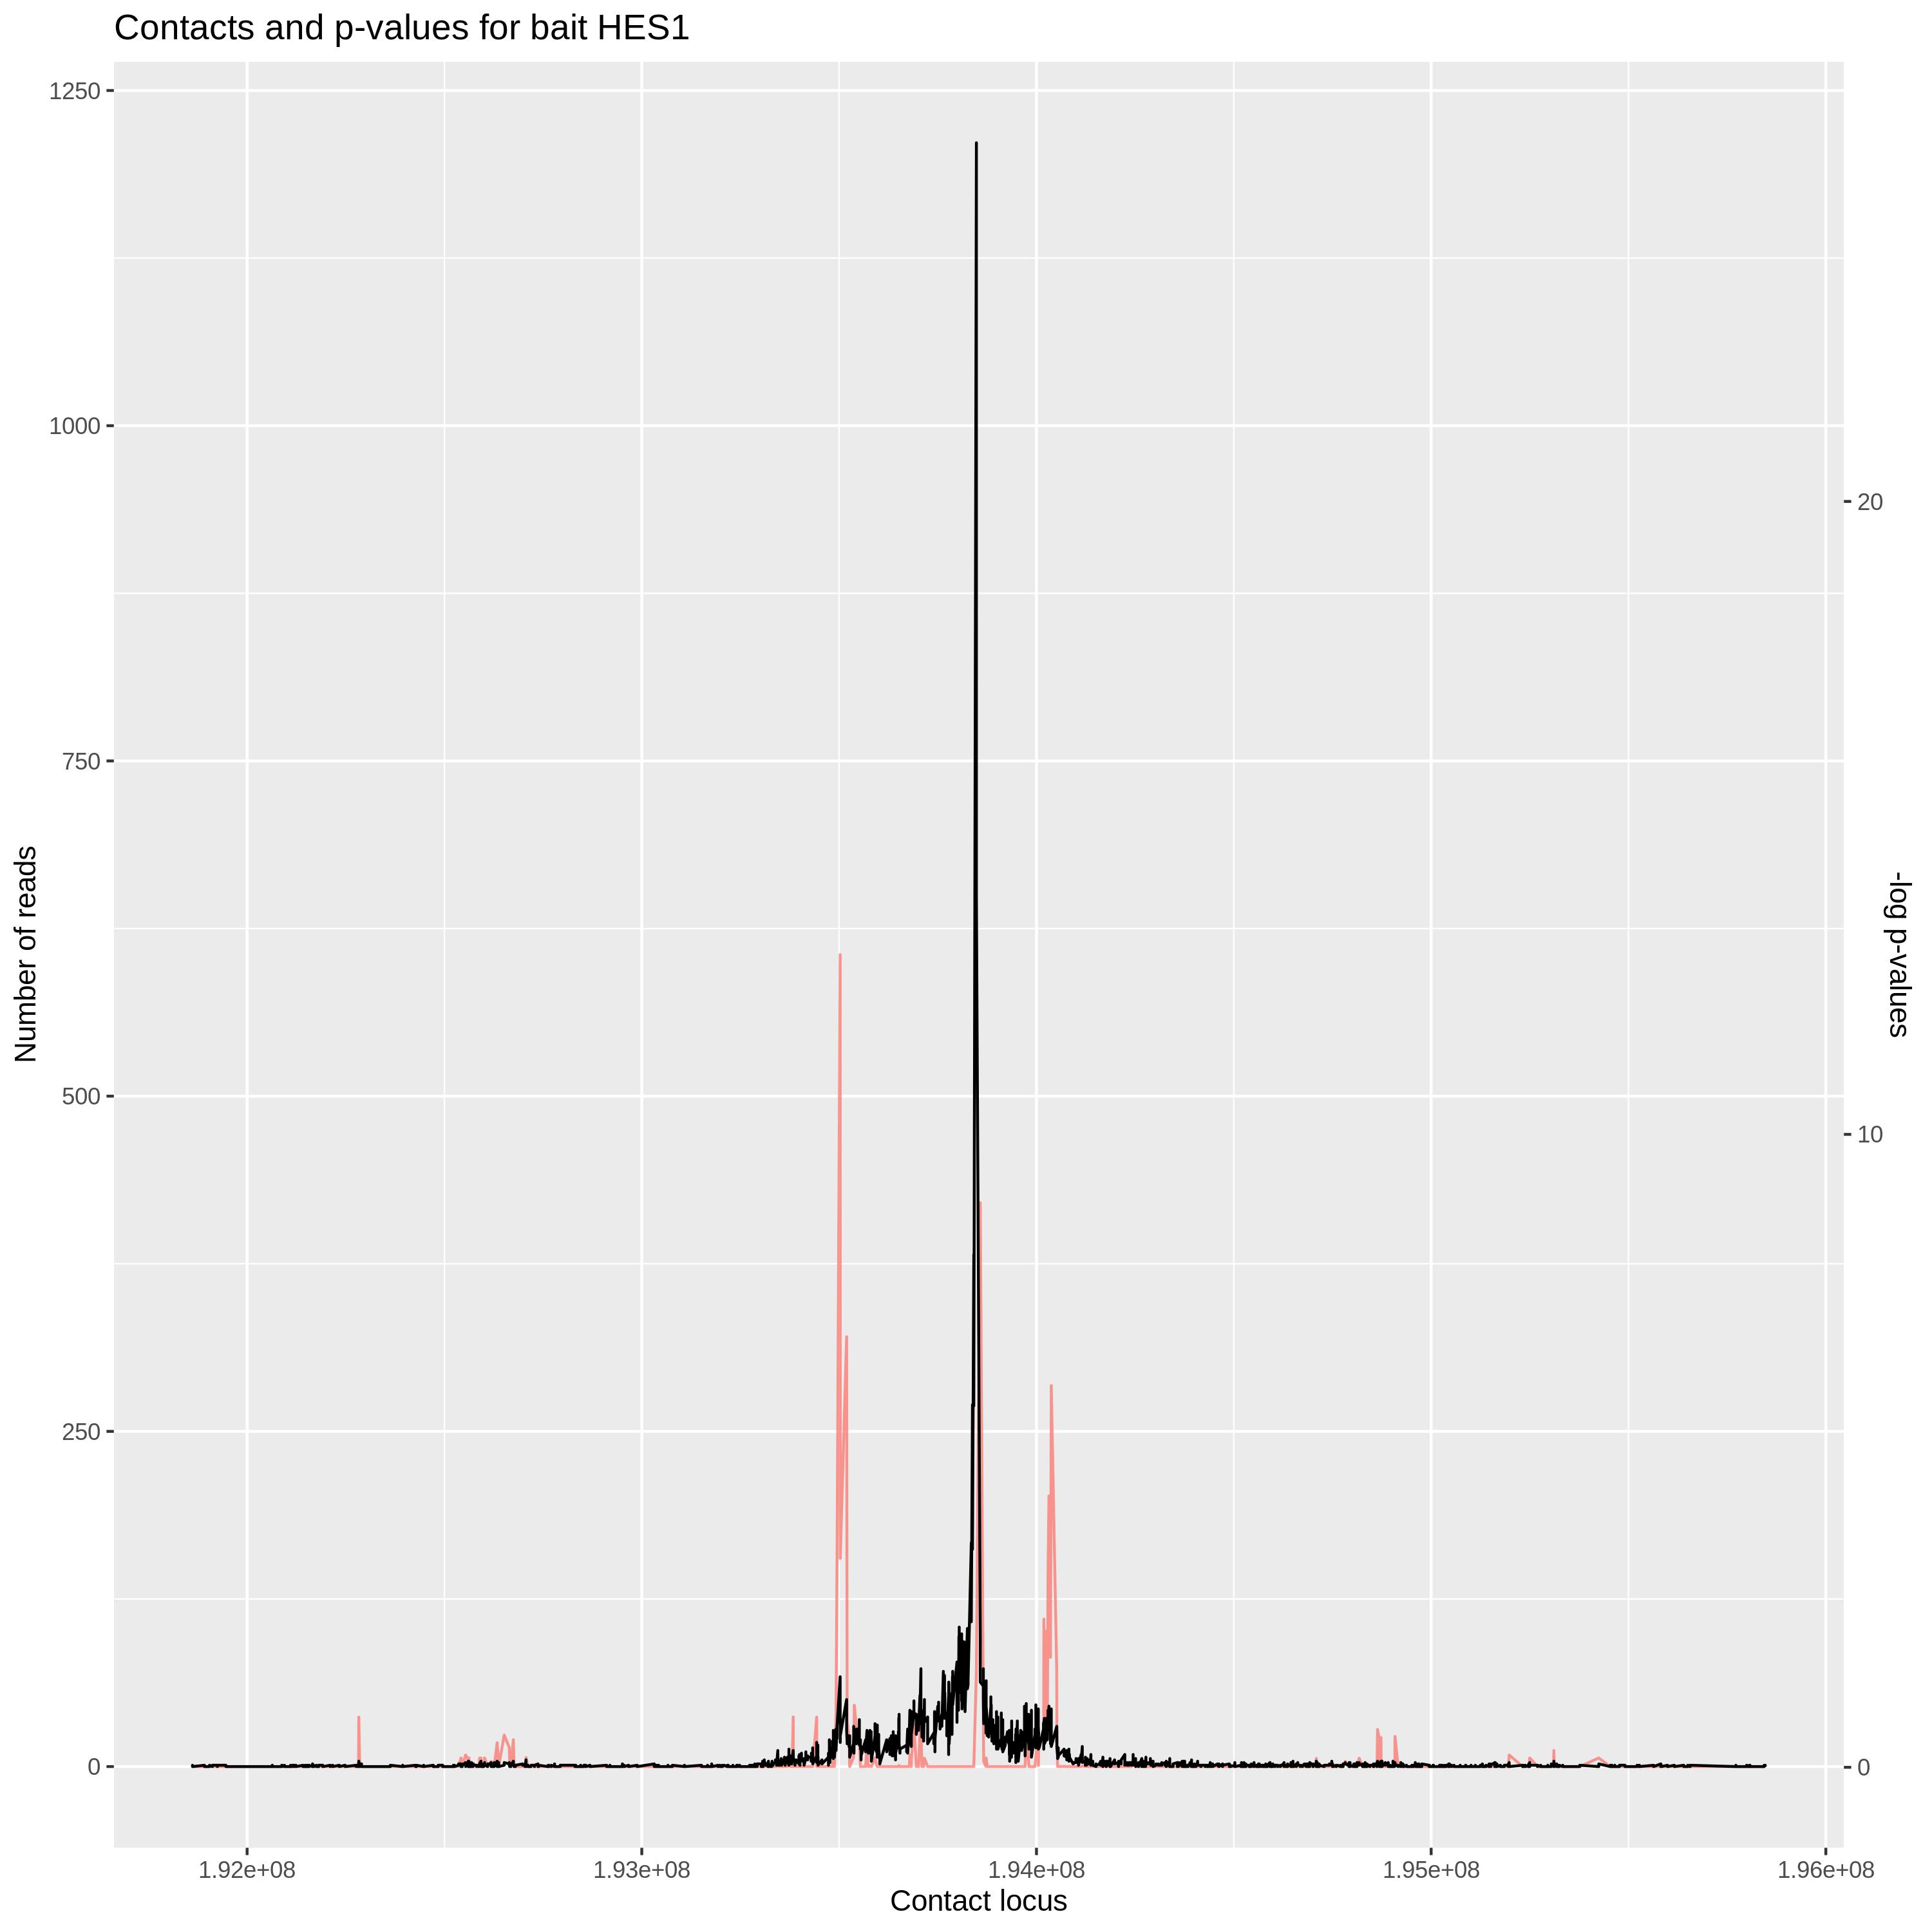 Contacts and p-values for bait HES1
1250
1000
750
500
250
0
Number of reads
20
10
0
-log p-values
1.92e+08 1.93e+08 1.94e+08 1.95e+08 1.96e+08
Contact locus